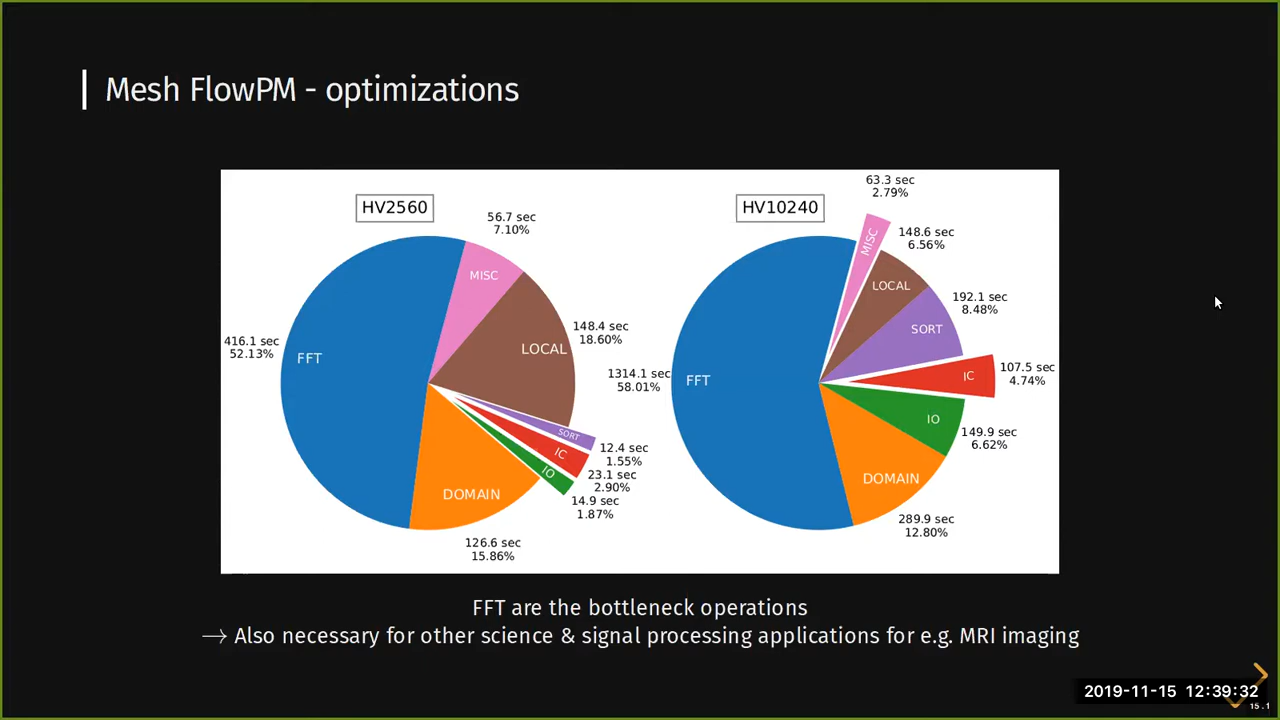 Mesh FlowPM - optimizations
HV2560
56.7 sec
7.10%
MISC
148.4 sec
18.60%
LOCAL
416.1 sec
52.13%
FFT
SORT
12.4 sec
1.55%
IC
23.1 sec
2.90%
IO
14.9 sec
1.87%
DOMAIN
126.6 sec
15.86%
HV10240
63.3 sec
2.79%
MISC
148.6 sec
6.56%
LOCAL
192.1 sec
8.48%
SORT
1314.1 sec
58.01%
FFT
107.5 sec
4.74%
IC
IO
149.9 sec
6.62%
DOMAIN
289.9 sec
12.80%
FFT are the bottleneck operations
→ Also necessary for other science & signal processing applications for e.g. MRI imaging
2019-11-15 12:39:32
15.1